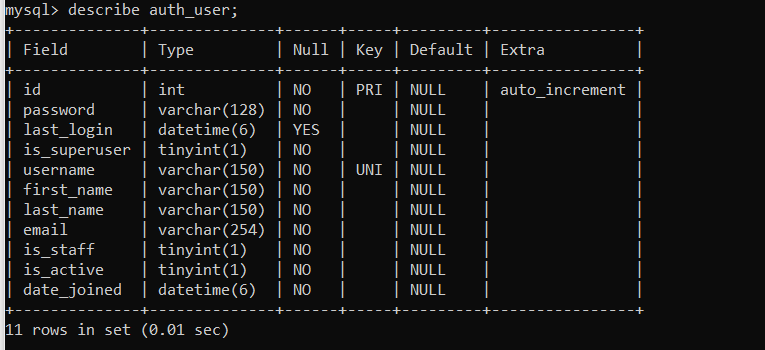 mysql> describe auth_user;
+--------------+--------------+------+-----+---------+----------------+
| Field        | Type         | Null | Key | Default | Extra          |
+--------------+--------------+------+-----+---------+----------------+
| id           | int          | NO   | PRI | NULL    | auto_increment |
| password     | varchar(128) | NO   |     | NULL    |                |
| last_login   | datetime(6)  | YES  |     | NULL    |                |
| is_superuser | tinyint(1)   | NO   |     | NULL    |                |
| username     | varchar(150) | NO   | UNI | NULL    |                |
| first_name   | varchar(150) | NO   |     | NULL    |                |
| last_name    | varchar(150) | NO   |     | NULL    |                |
| email        | varchar(254) | NO   |     | NULL    |                |
| is_staff     | tinyint(1)   | NO   |     | NULL    |                |
| is_active    | tinyint(1)   | NO   |     | NULL    |                |
| date_joined  | datetime(6)  | NO   |     | NULL    |                |
+--------------+--------------+------+-----+---------+----------------+
11 rows in set (0.01 sec)